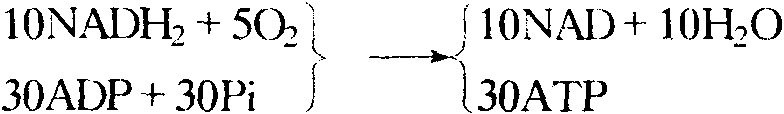 10NADH₂ + 5O₂ } → { 10NAD + 10H₂O
30ADP + 30Pi } → { 30ATP